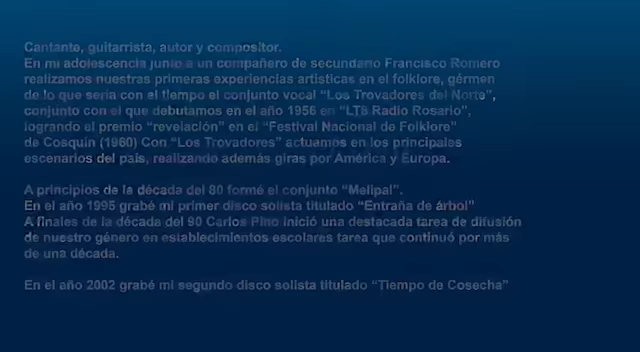 Cantante, guitarrista, autor y compositor.
En mi adolescencia junto a un compañero de secundario Francisco Romero
realizamos nuestras primeras experiencias artisticas en el folklore, gérmen
de lo que sería con el tiempo el conjunto vocal “Los Trovadores del Norte”,
conjunto con el que debutamos en el año 1956 en “LT8 Radio Rosario”,
logrando el premio “revelación” en el “Festival Nacional de Folklore”
de Cosquin (1960) Con “Los Trovadores” actuamos en los principales
escenarios del país, realizando además giras por América y Europa.
A principios de la década del 80 formé el conjunto “Melipal”.
En el año 1995 grabé mi primer disco solista titulado “Entraña de árbol”
A finales de la década del 90 Carlos Pino inició una destacada tarea de difusión
de nuestro género en establecimientos escolares tarea que continuó por más
de una década.
En el año 2002 grabé mi segundo disco solista titulado “Tiempo de Cosecha”